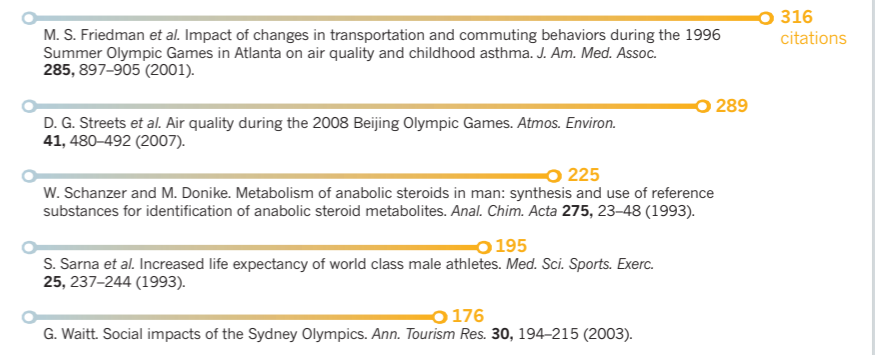 316
citations
M. S. Friedman et al. Impact of changes in transportation and commuting behaviors during the 1996
Summer Olympic Games in Atlanta on air quality and childhood asthma. J. Am. Med. Assoc.
285, 897–905 (2001).
289
D. G. Streets et al. Air quality during the 2008 Beijing Olympic Games. Atmos. Environ.
41, 480–492 (2007).
225
W. Schanzer and M. Donike. Metabolism of anabolic steroids in man: synthesis and use of reference
substances for identification of anabolic steroid metabolites. Anal. Chim. Acta 275, 23–48 (1993).
195
S. Sarna et al. Increased life expectancy of world class male athletes. Med. Sci. Sports. Exerc.
25, 237–244 (1993).
176
G. Waitt. Social impacts of the Sydney Olympics. Ann. Tourism Res. 30, 194–215 (2003).